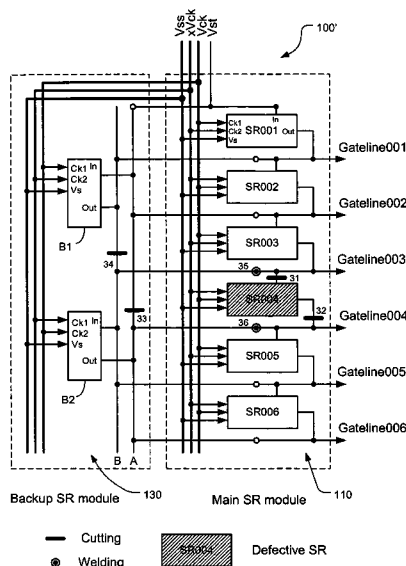 Vss
xVck
Vck
Vst
100'
In
SR001
Out
Ck1
Ck2
Vs
Gateline001
Ck1 In
Ck2
Vs
Out
B1
SR002
Gateline002
SR003
34
35
31
Gateline003
SR004
32
33
36
Gateline004
Ck1 In
Ck2
Vs
Out
B2
SR005
Gateline005
SR006
Gateline006
B A
130
110
Backup SR module
Main SR module
Cutting
Welding
SR004
Defective SR